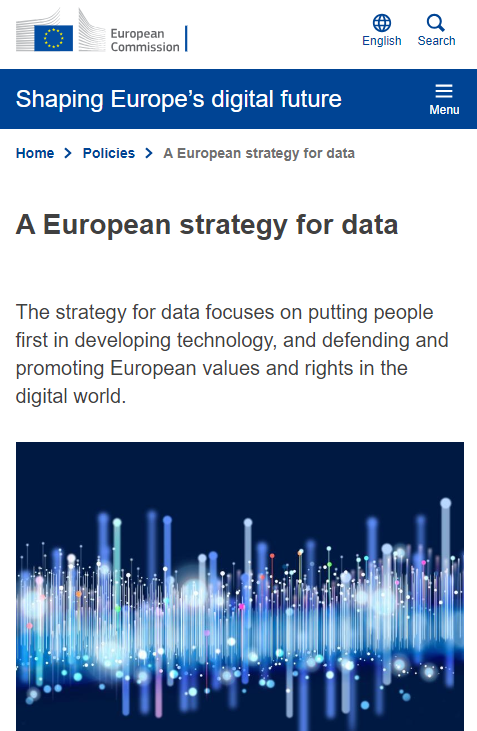 European
Commission
English
Search
Shaping Europe’s digital future
Menu
Home
Policies
A European strategy for data
A European strategy for data
The strategy for data focuses on putting people
first in developing technology, and defending and
promoting European values and rights in the
digital world.